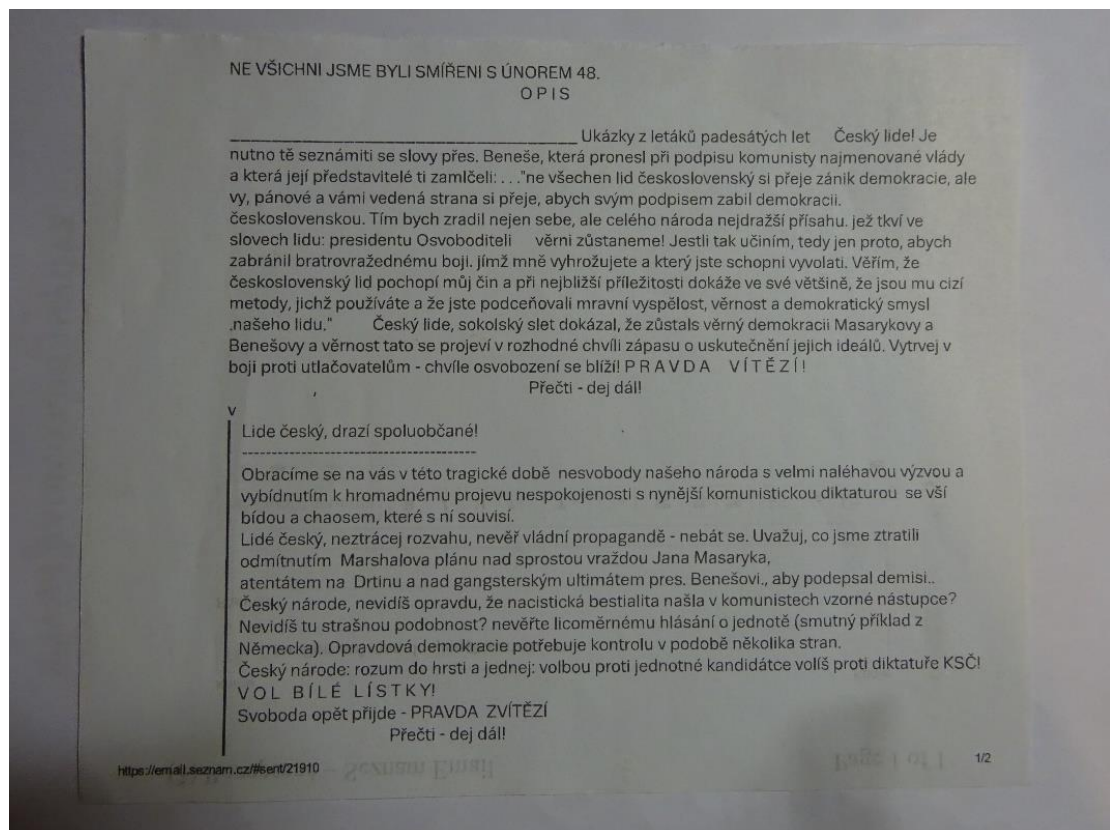 NE VŠICHNI JSME BYLI SMÍŘENI S ÚNOREM 48.
O P I S
Ukázky z letáků padesátých let Český lide! Je
nutno tě seznámiti se slovy přes. Beneše, která pronesl při podpisu komunisty najmenované vlády
a která její představitelé ti zamlčeli: . . ."ne všechen lid československý si přeje zánik demokracie, ale
vy, pánové a vámi vedená strana si přeje, abych svým podpisem zabil demokracii.
československou. Tím bych zradil nejen sebe, ale celého národa nejdražší přísahu. jež tkví ve
slovech lidu: presidentu Osvoboditeli věrni zůstaneme! Jestli tak učiním, tedy jen proto, abych
zabránil bratrovražednému boji. jímž mně vyhrožujete a který jste schopni vyvolati. Věřím, že
československý lid pochopí můj čin a při nejbližší příležitosti dokáže ve své většině, že jsou mu cizí
metody, jichž používáte a že jste podceňovali mravní vyspělost, věrnost a demokratický smysl
.našeho lidu." Český lide, sokolský slet dokázal, že zůstals věrný demokracii Masarykovy a
Benešovy a věrnost tato se projeví v rozhodné chvíli zápasu o uskutečnění jejich ideálů. Vytrvej v
boji proti utlačovatelům - chvíle osvobození se blíží! P R A V D A V Í T Ě Z Í !
Přečti - dej dál!
v
Lide český, drazí spoluobčané!
----------------------------------------
Obracíme se na vás v této tragické době nesvobody našeho národa s velmi naléhavou výzvou a
vybídnutím k hromadnému projevu nespokojenosti s nynější komunistickou diktaturou se vší
bídou a chaosem, které s ní souvisí.
Lidé český, neztrácej rozvahu, nevěř vládní propagandě - nebát se. Uvažuj, co jsme ztratili
odmítnutím Marshalova plánu nad sprostou vraždou Jana Masaryka,
atentátem na Drtinu a nad gangsterským ultimátem pres. Benešovi., aby podepsal demisi..
Český národe, nevidíš opravdu, že nacistická bestialita našla v komunistech vzorné nástupce?
Nevidíš tu strašnou podobnost? nevěřte licoměrnému hlásání o jednotě (smutný příklad z
Německa). Opravdová demokracie potřebuje kontrolu v podobě několika stran.
Český národe: rozum do hrsti a jednej: volbou proti jednotné kandidátce volíš proti diktatuře KSČ!
V O L B Í L É L Í S T K Y!
Svoboda opět přijde - PRAVDA ZVÍTĚZÍ
Přečti - dej dál!
https://email.seznam.cz/#sent/21910 1/2
Seznam Email Page 1 of 1